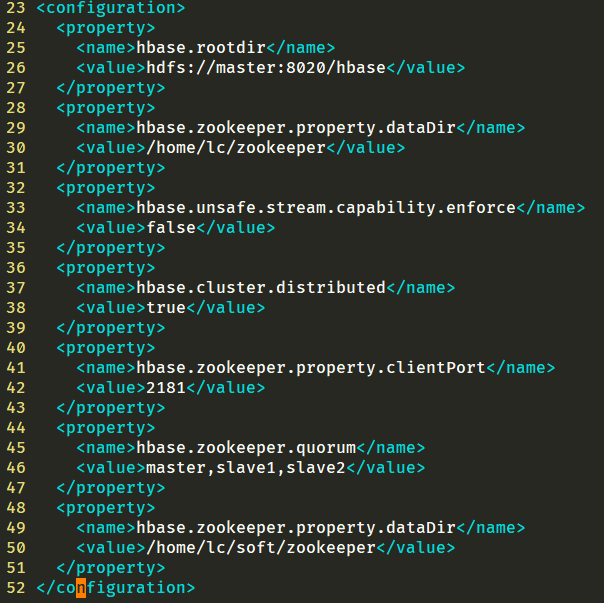 23 <configuration>
24   <property>
25     <name>hbase.rootdir</name>
26     <value>hdfs://master:8020/hbase</value>
27   </property>
28   <property>
29     <name>hbase.zookeeper.property.dataDir</name>
30     <value>/home/lc/zookeeper</value>
31   </property>
32   <property>
33     <name>hbase.unsafe.stream.capability.enforce</name>
34     <value>false</value>
35   </property>
36   <property>
37     <name>hbase.cluster.distributed</name>
38     <value>true</value>
39   </property>
40   <property>
41     <name>hbase.zookeeper.property.clientPort</name>
42     <value>2181</value>
43   </property>
44   <property>
45     <name>hbase.zookeeper.quorum</name>
46     <value>master,slave1,slave2</value>
47   </property>
48   <property>
49     <name>hbase.zookeeper.property.dataDir</name>
50     <value>/home/lc/soft/zookeeper</value>
51   </property>
52 </configuration>